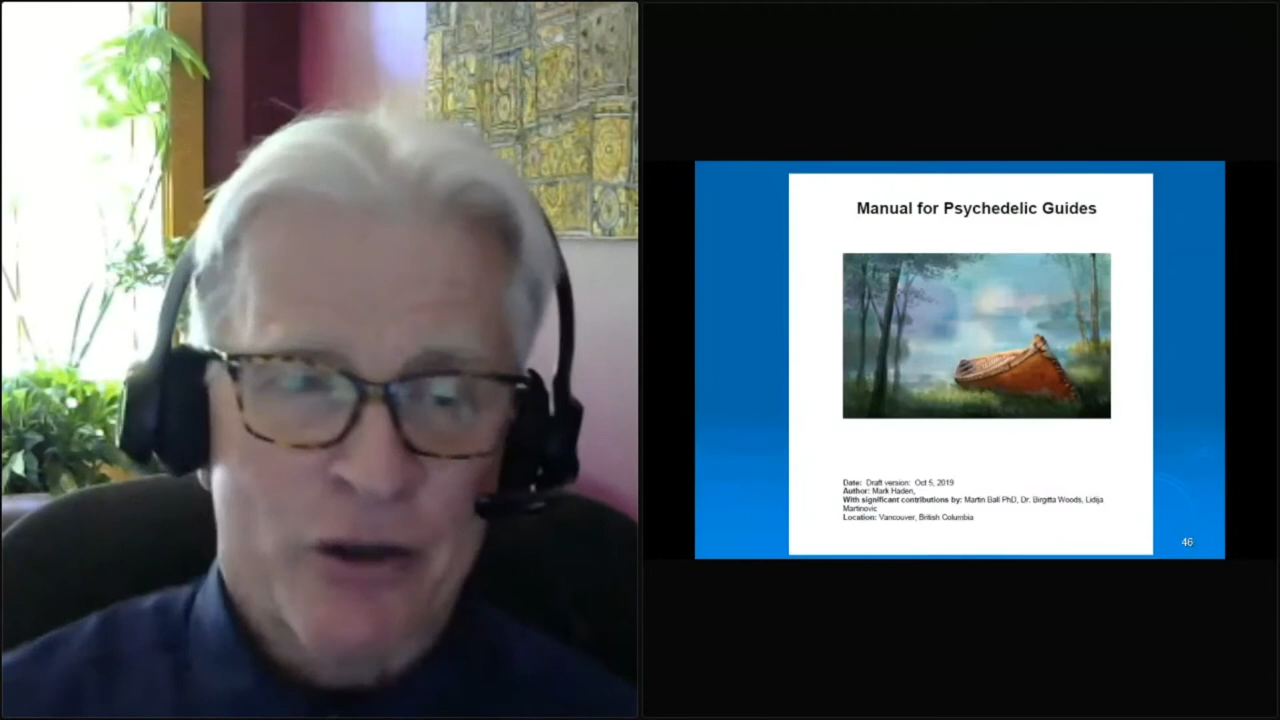 Manual for Psychedelic Guides
Date: Draft version: Oct 5, 2019
Author: Mark Haden,
With significant contributions by: Martin Ball PhD, Dr. Birgitta Woods, Lidija
Martinovic
Location: Vancouver, British Columbia
46